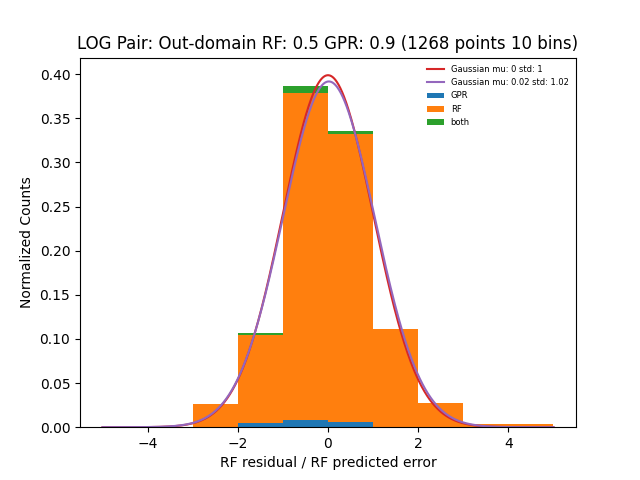 LOG Pair: Out-domain RF: 0.5 GPR: 0.9 (1268 points 10 bins)
Normalized Counts
0.40
0.35
0.30
0.25
0.20
0.15
0.10
0.05
0.00
Gaussian mu: 0 std: 1
Gaussian mu: 0.02 std: 1.02
GPR
RF
both
−4
−2
0
2
4
RF residual / RF predicted error